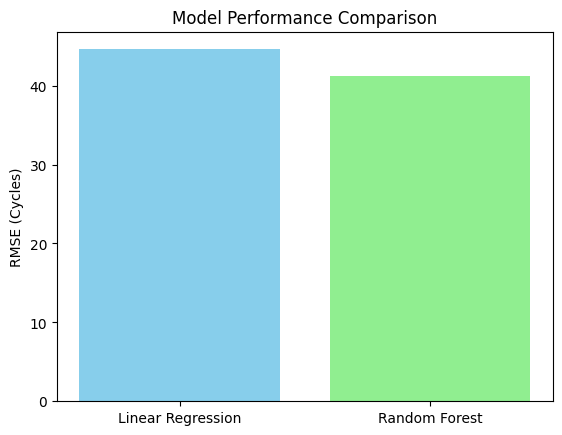 Model Performance Comparison
RMSE (Cycles)
40
30
20
10
0
Linear Regression
Random Forest